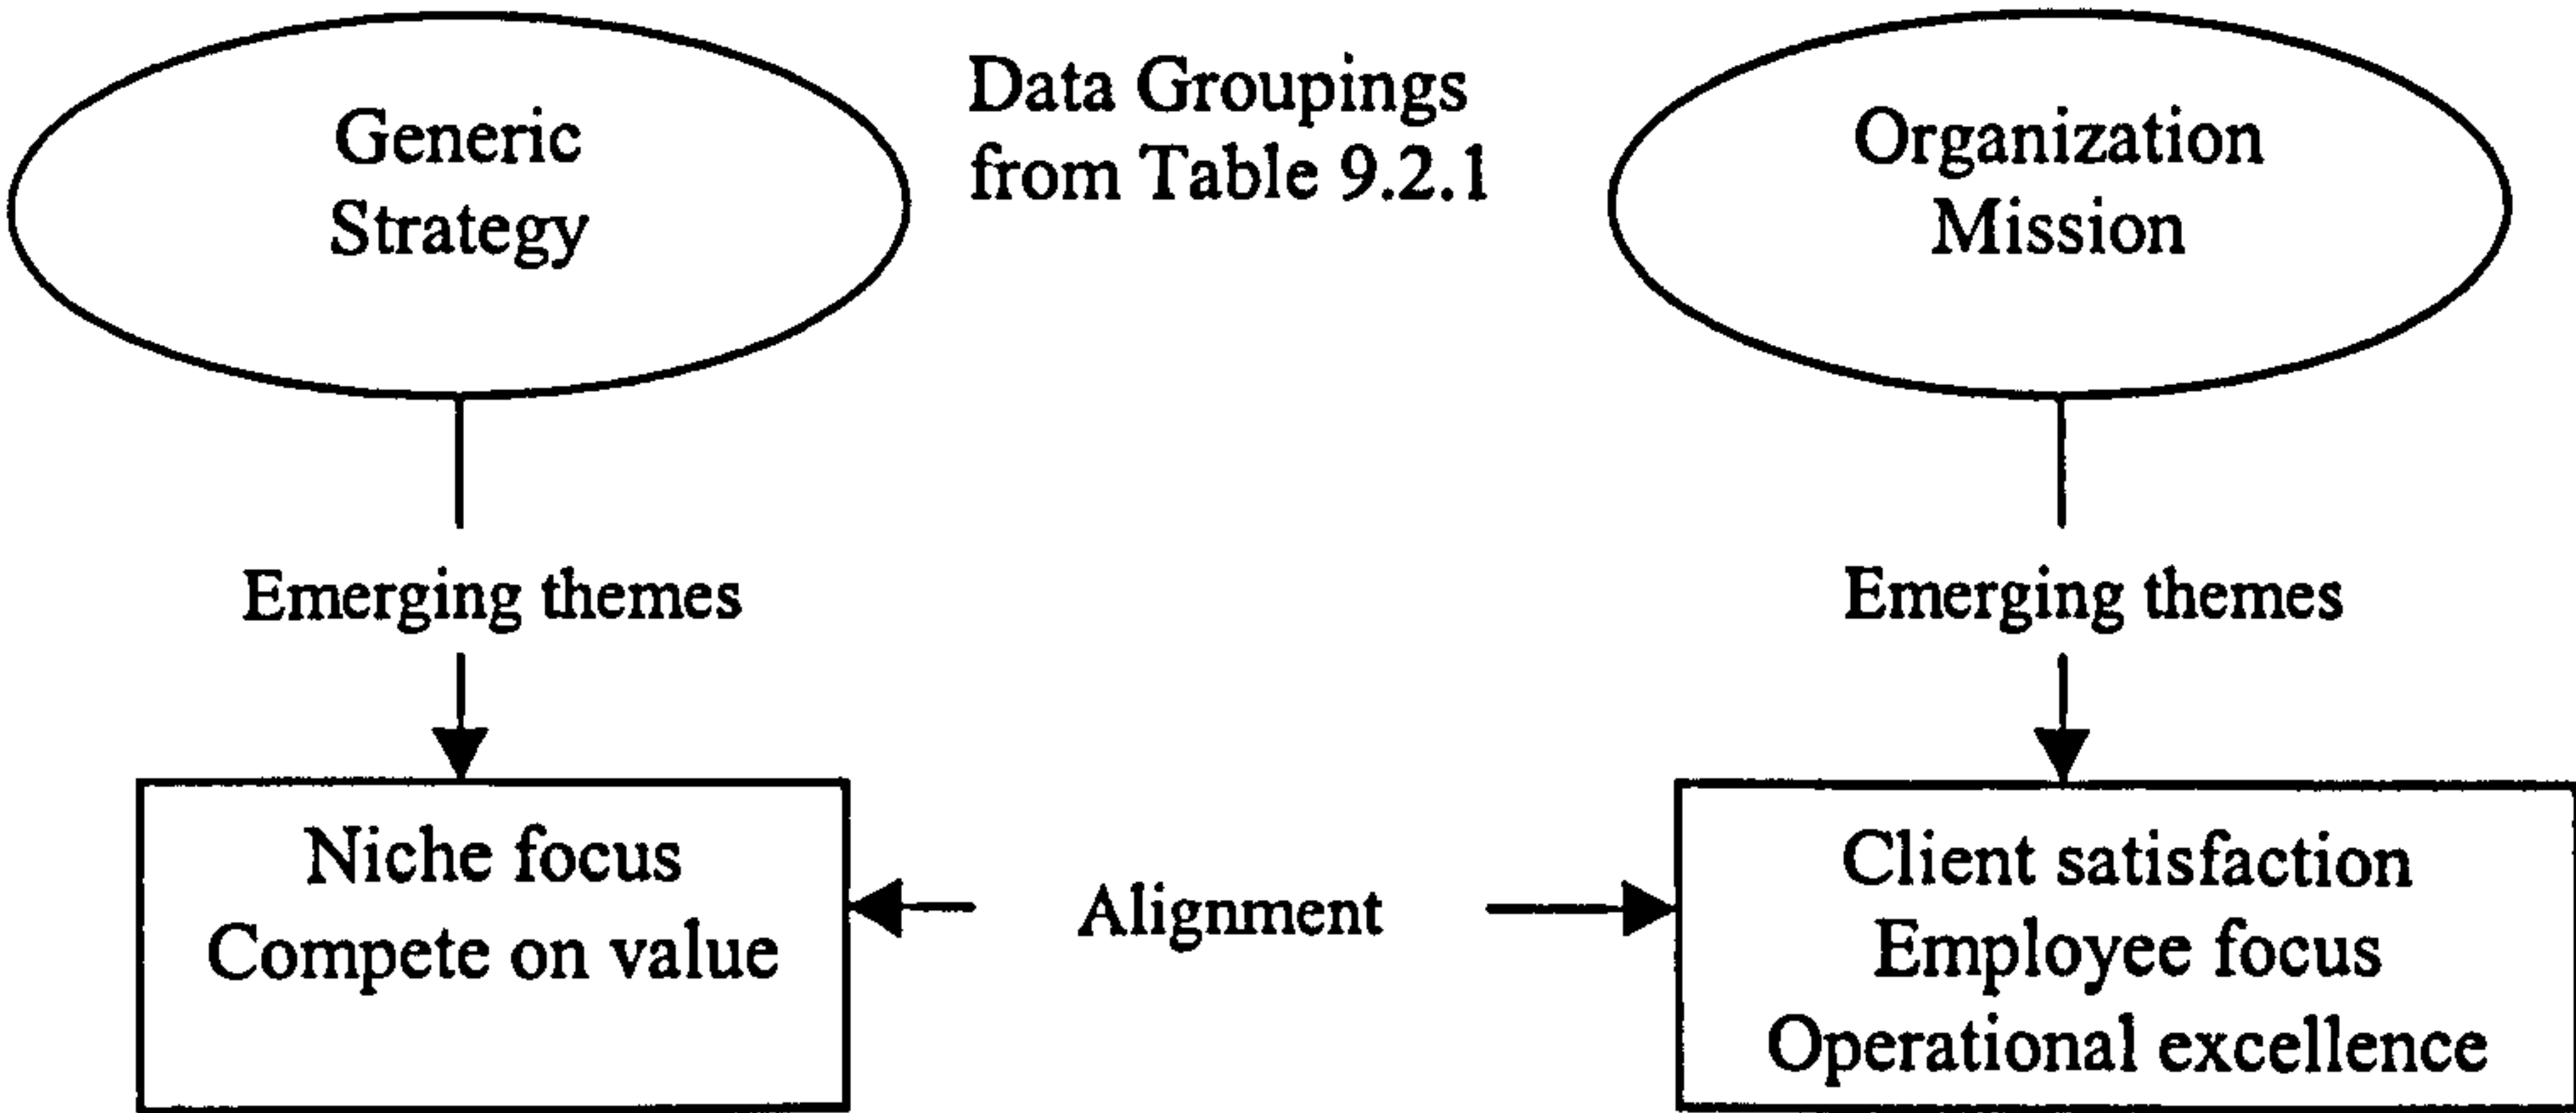 Generic
Strategy
Data Groupings
from Table 9.2.1
Organization
Mission
Emerging themes
Emerging themes
Niche focus
Compete on value
Alignment
Client satisfaction
Employee focus
Operational excellence